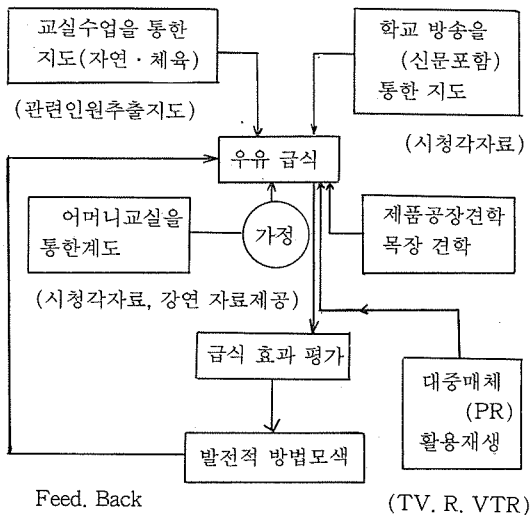 교실수업을 통한
지도(자연·체육)
(관련인원추출지도)
학교 방송을
(신문포함)
통한 지도
(시청각자료)
우유 급식
어머니교실을
통한계도
가정
(시청각자료, 강연 자료제공)
제품공장견학
목장 견학
급식 효과 평가
대중매체
(PR)
활용재생
발전적 방법모색
Feed. Back
(TV. R. VTR)